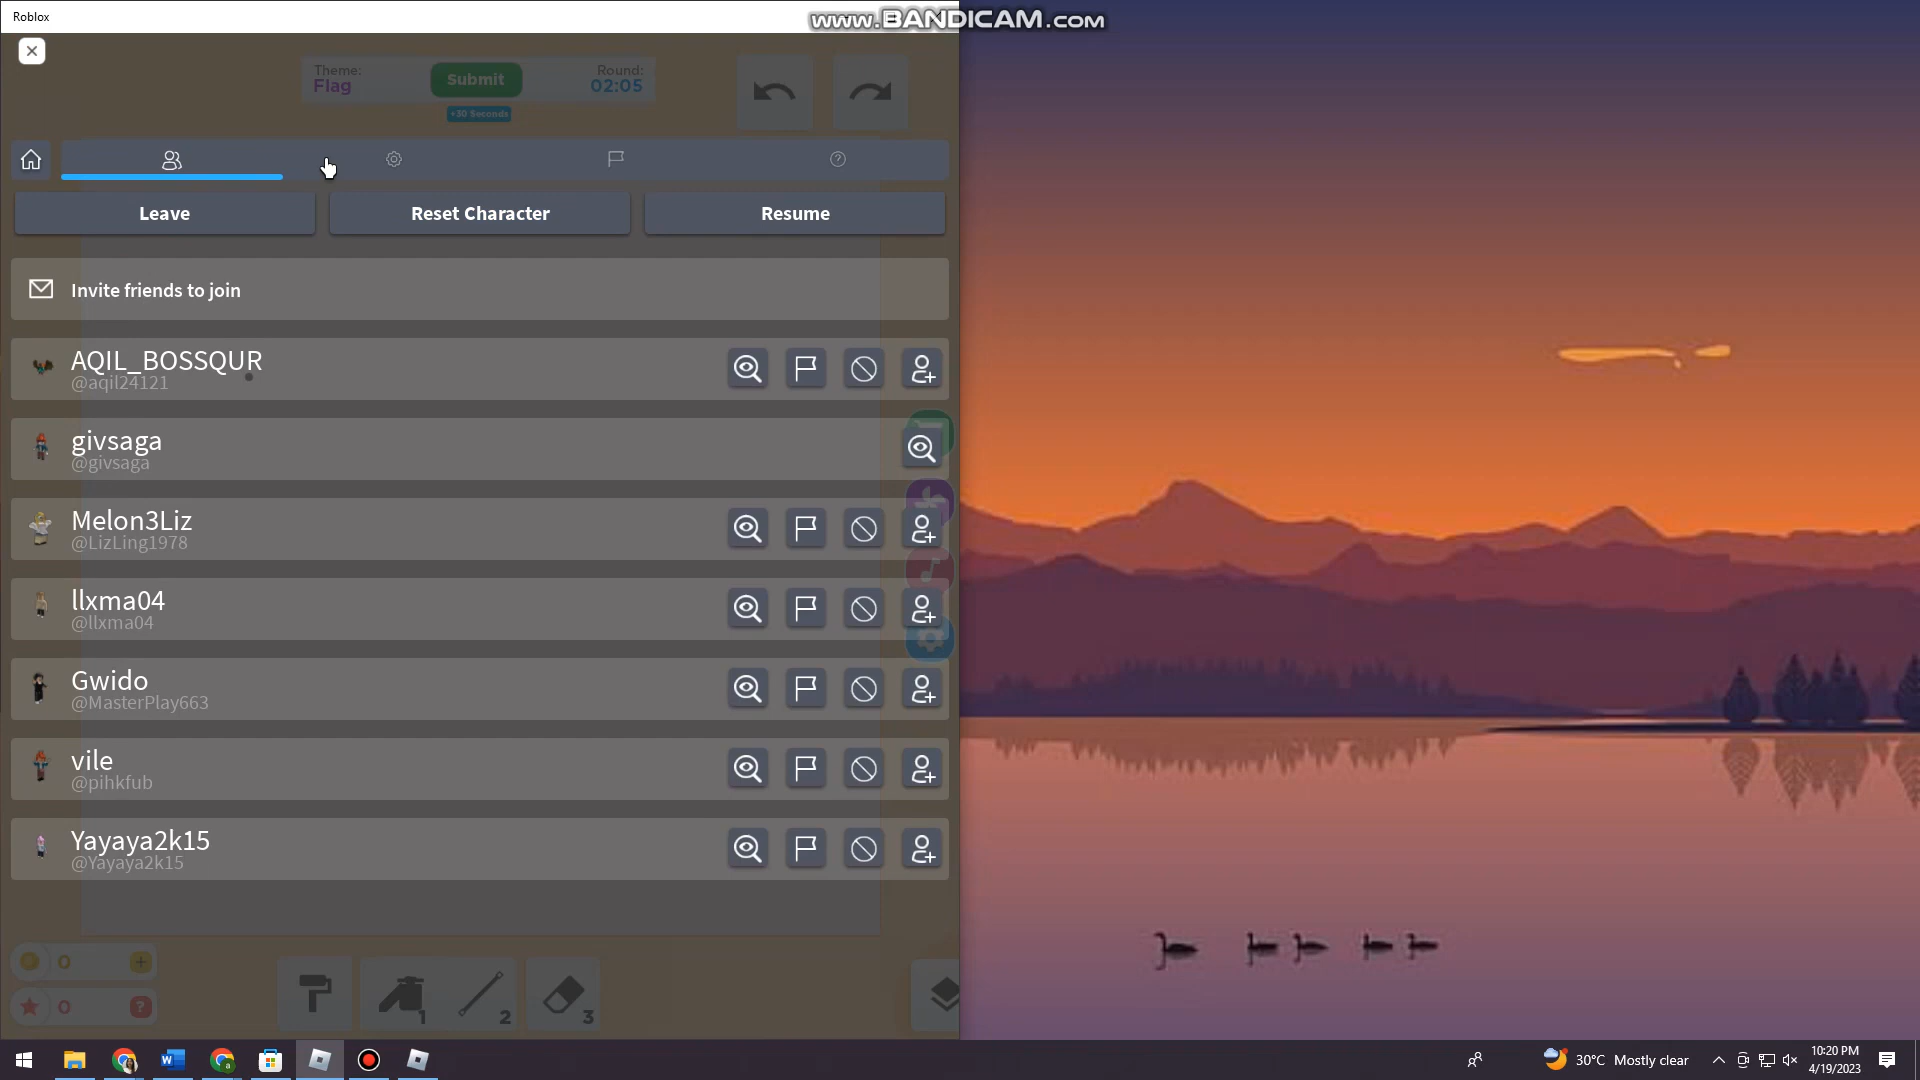 Roblox
www.BANDICAM.com
Theme:
Flag
Submit
Round:
02:05
+30 Seconds
Leave
Reset Character
Resume
Invite friends to join
AQIL_BOSSQUR
@aqil24121
givsaga
@givsaga
Melon3Liz
@LizLing1978
llxma04
@llxma04
Gwido
@MasterPlay663
vile
@pihkfub
Yayaya2k15
@Yayaya2k15
0
0
1
2
3
30°C Mostly clear
10:20 PM
4/19/2023